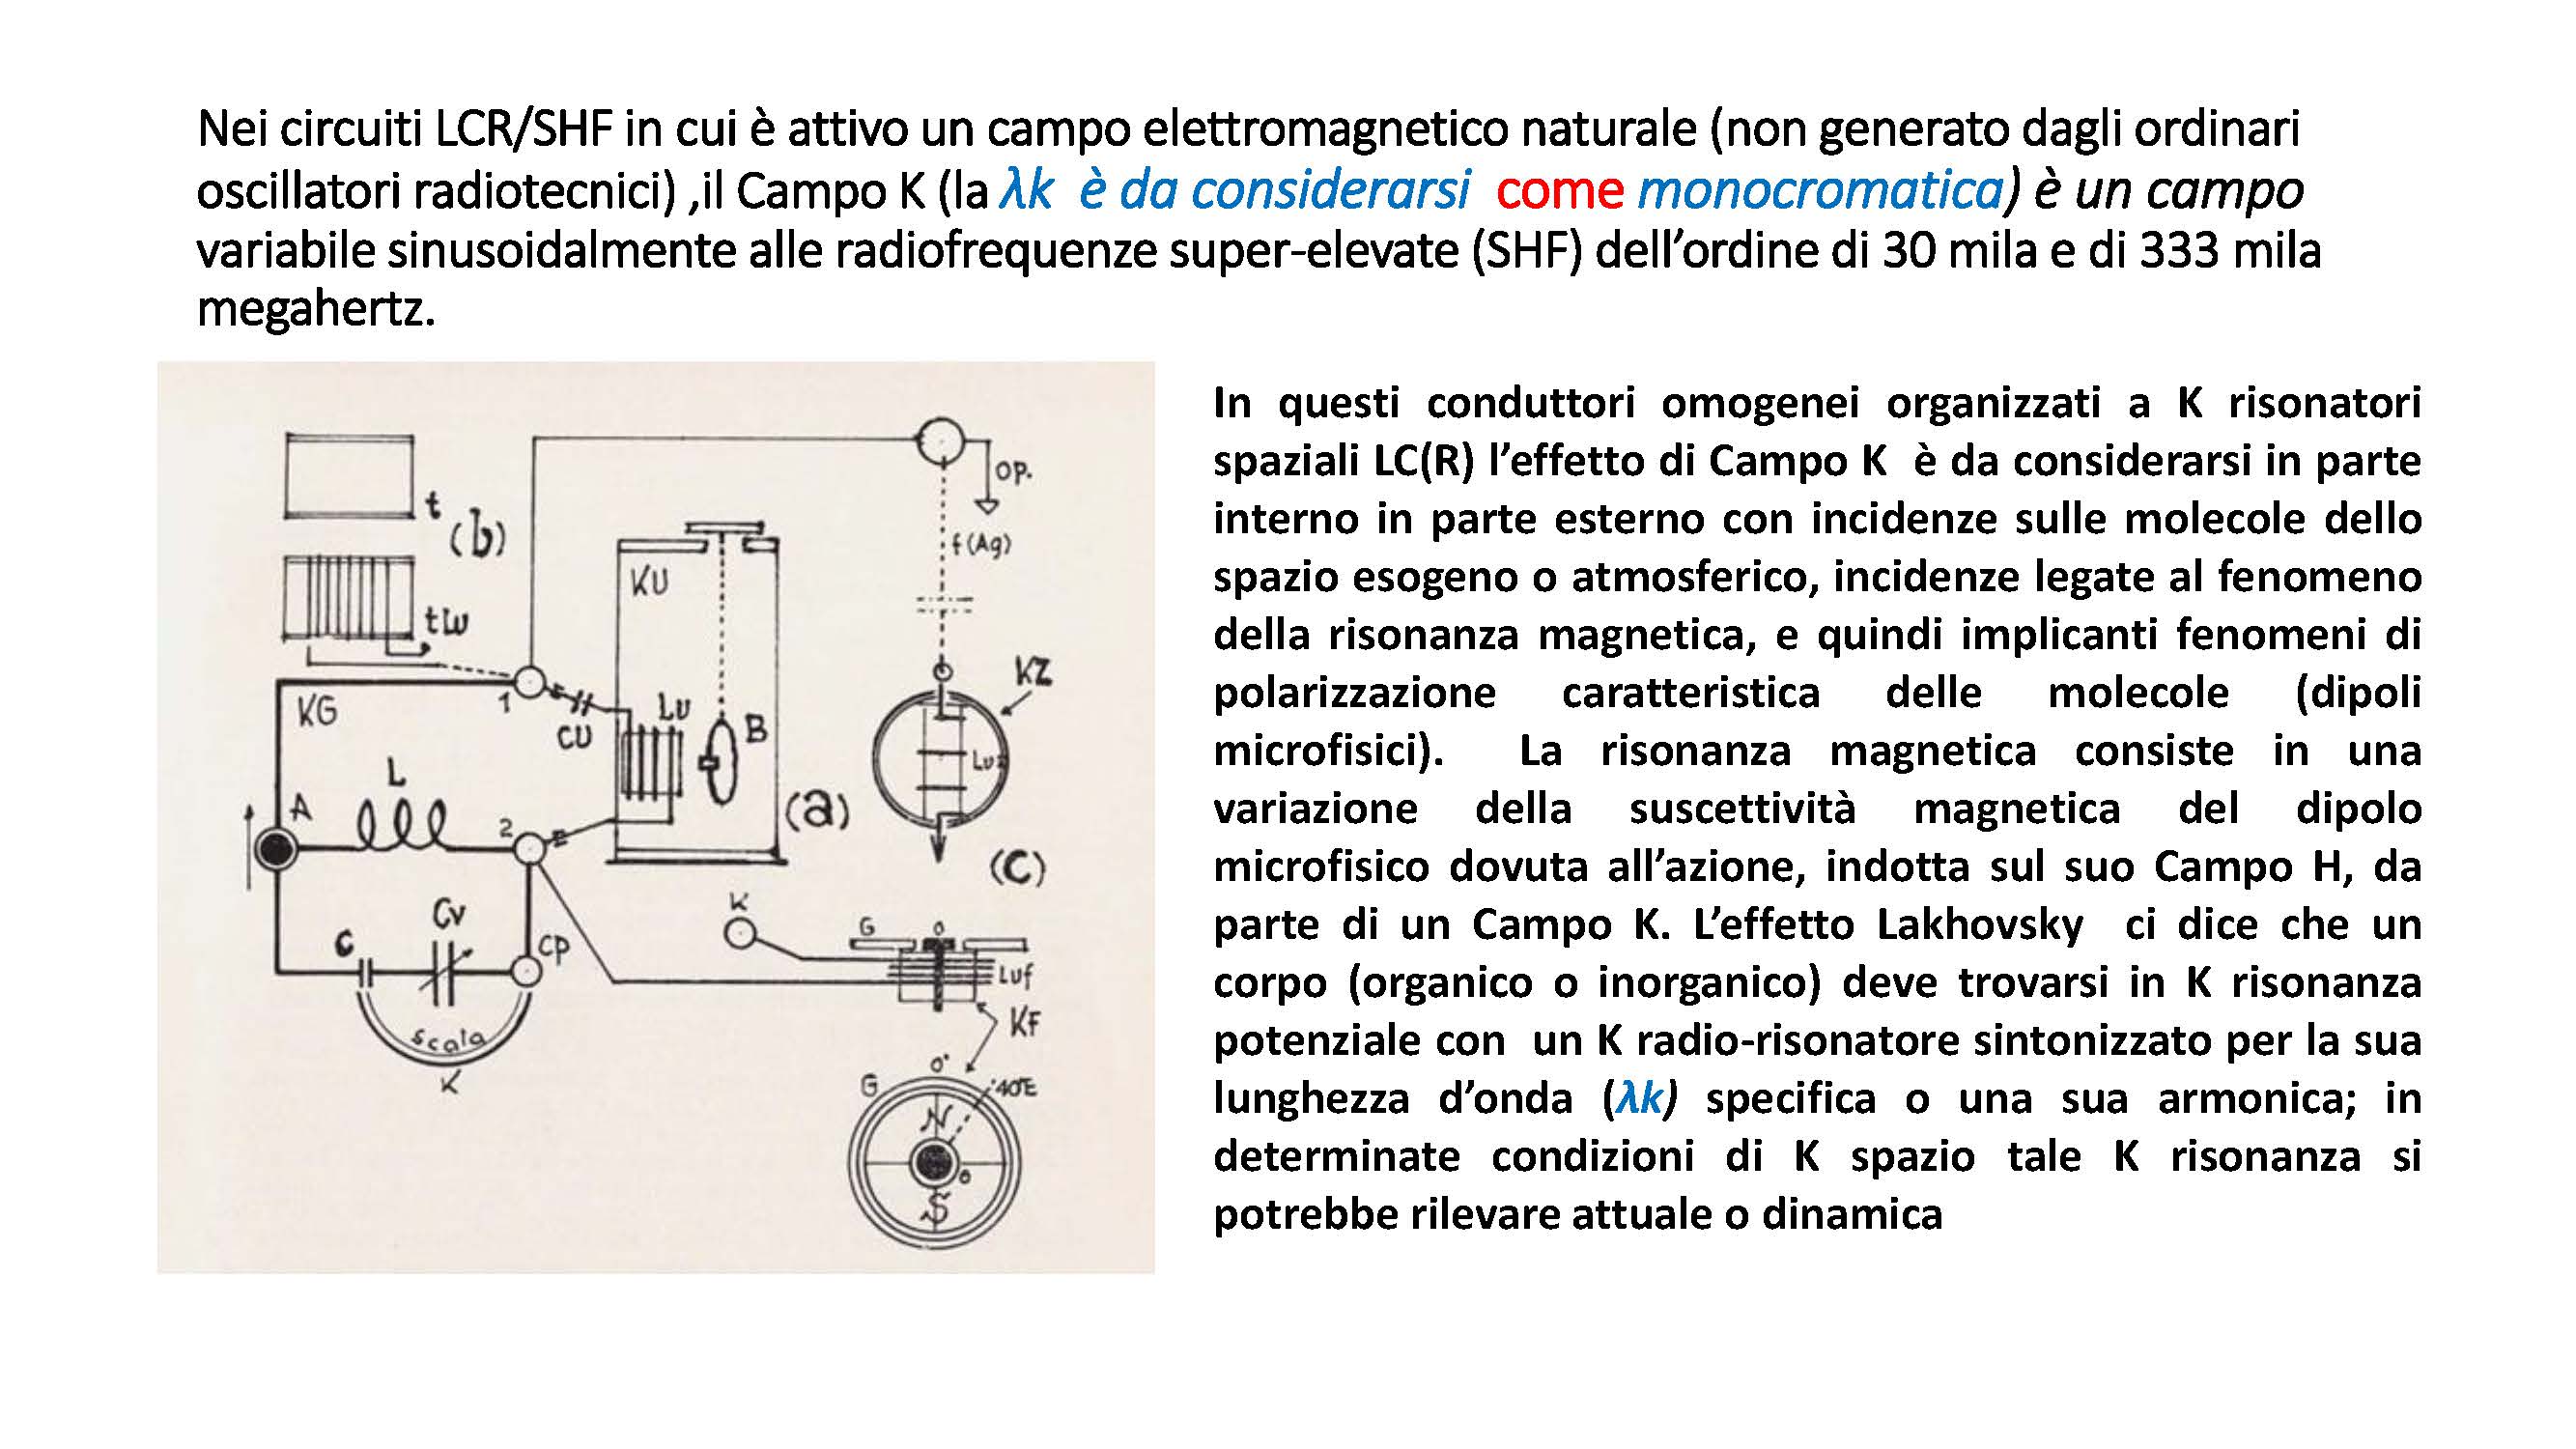 Nei circuiti LCR/SHF in cui è attivo un campo elettromagnetico naturale (non generato dagli ordinari
oscillatori radiotecnici) ,il Campo K (la λk è da considerarsi come monocromatica) è un campo
variabile sinusoidalmente alle radiofrequenze super-elevate (SHF) dell’ordine di 30 mila e di 333 mila
megahertz.
t
(b)
tLu
KG
1
CU
KU
Lu
B
(a)
OP.
f(Ag)
KZ
Luz
(C)
A
L
2
C
Cv
CP
scala
K
K
G
o
Luf
KF
G
0°
40°E
N
o
S
In questi conduttori omogenei organizzati a K risonatori
spaziali LC(R) l’effetto di Campo K è da considerarsi in parte
interno in parte esterno con incidenze sulle molecole dello
spazio esogeno o atmosferico, incidenze legate al fenomeno
della risonanza magnetica, e quindi implicanti fenomeni di
polarizzazione caratteristica delle molecole (dipoli
microfisici). La risonanza magnetica consiste in una
variazione della suscettività magnetica del dipolo
microfisico dovuta all’azione, indotta sul suo Campo H, da
parte di un Campo K. L’effetto Lakhovsky ci dice che un
corpo (organico o inorganico) deve trovarsi in K risonanza
potenziale con un K radio-risonatore sintonizzato per la sua
lunghezza d’onda (λk) specifica o una sua armonica; in
determinate condizioni di K spazio tale K risonanza si
potrebbe rilevare attuale o dinamica